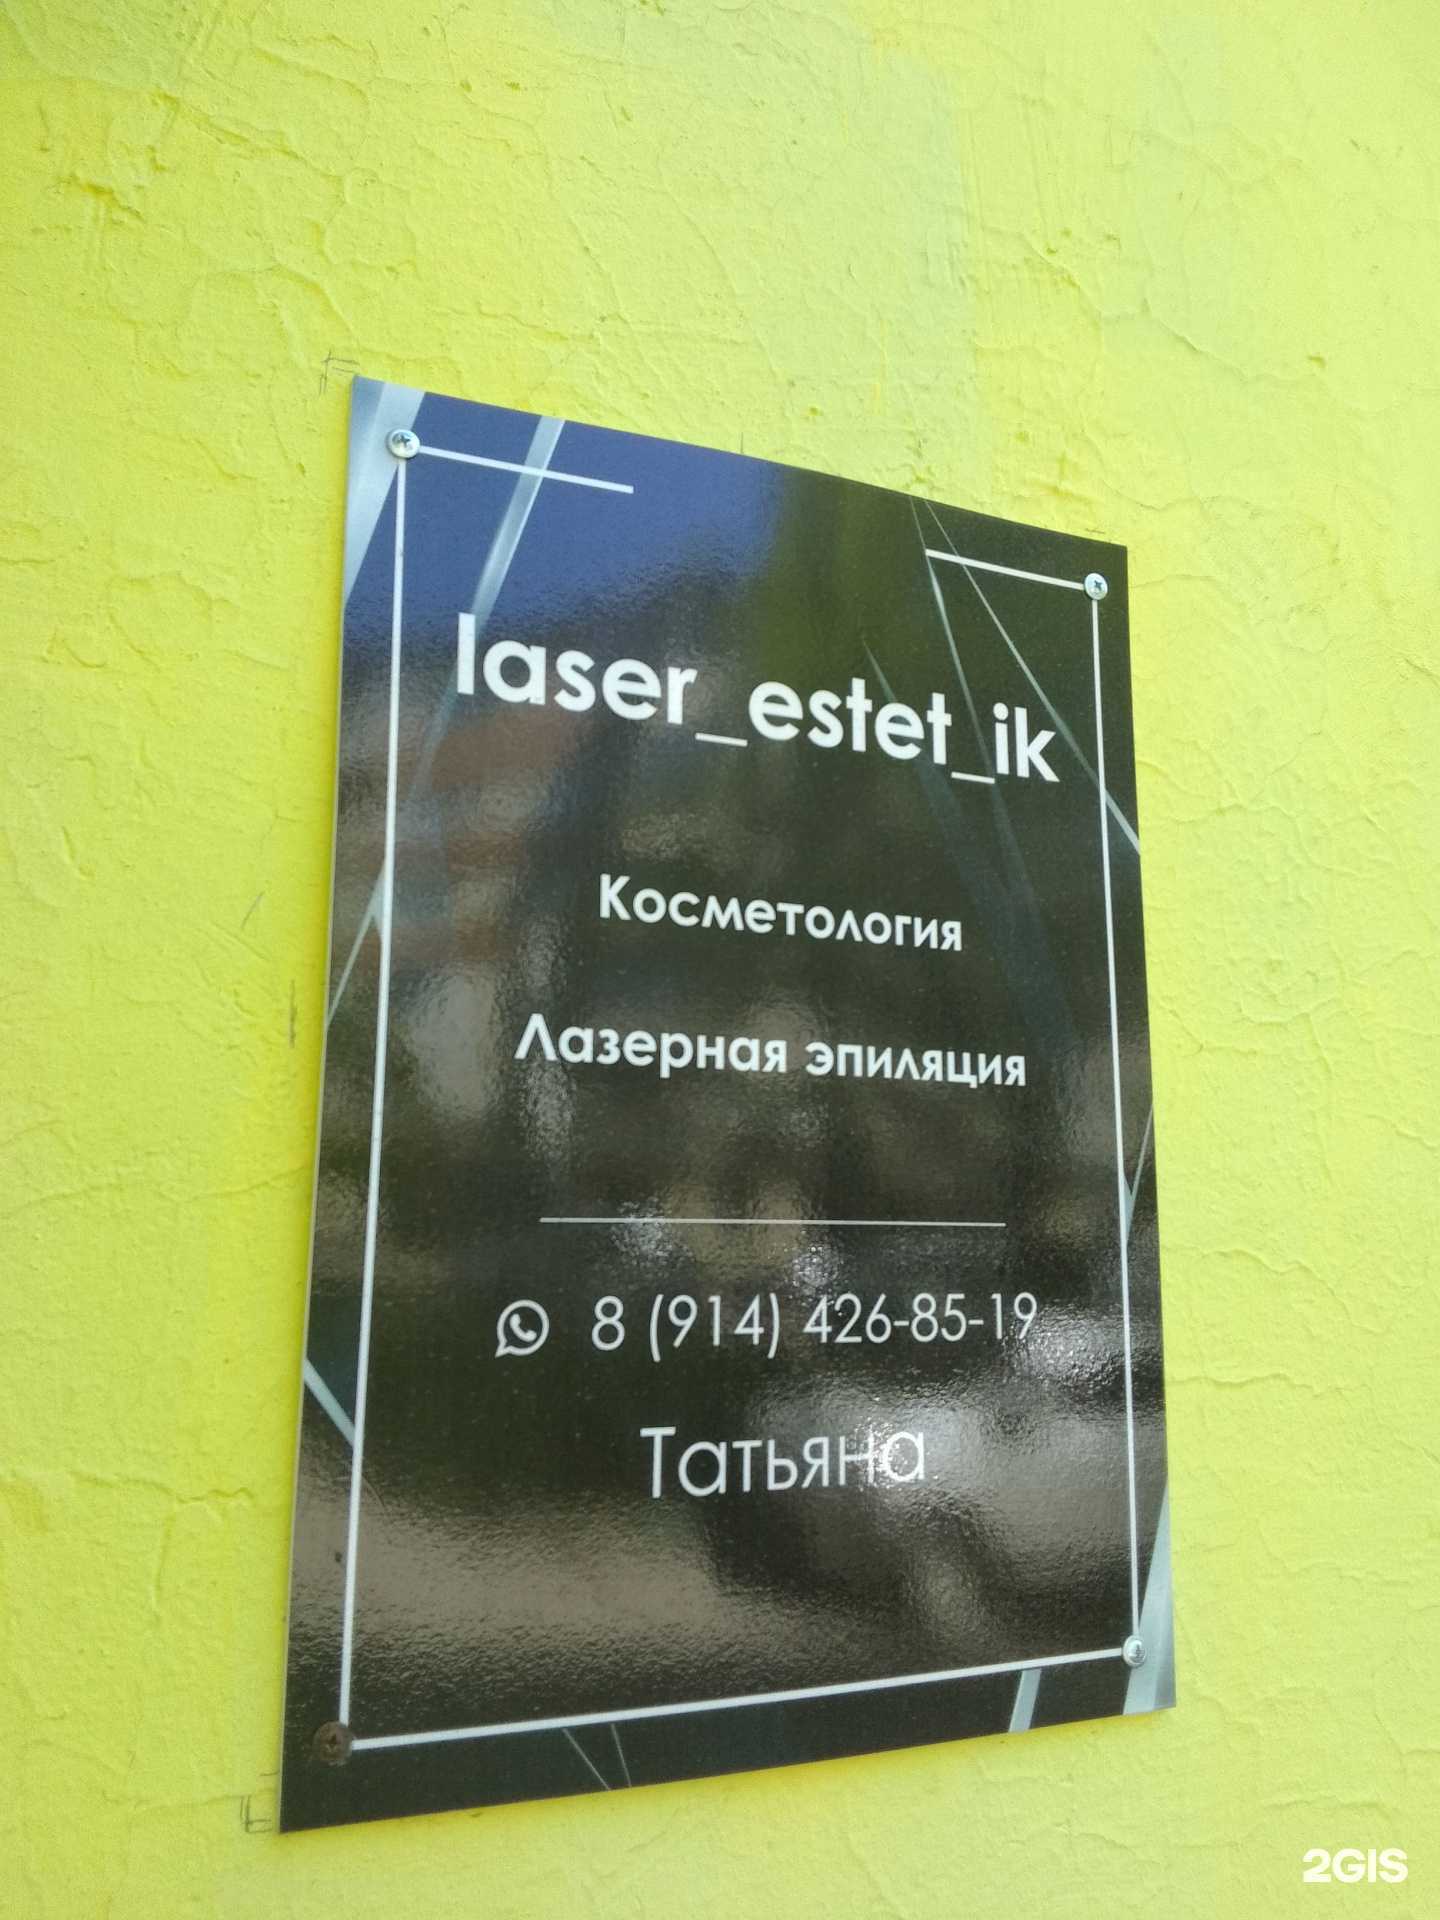 laser_estet_ik
Косметология
Лазерная эпиляция
8 (914) 426-85-19
Татьяна
2GIS